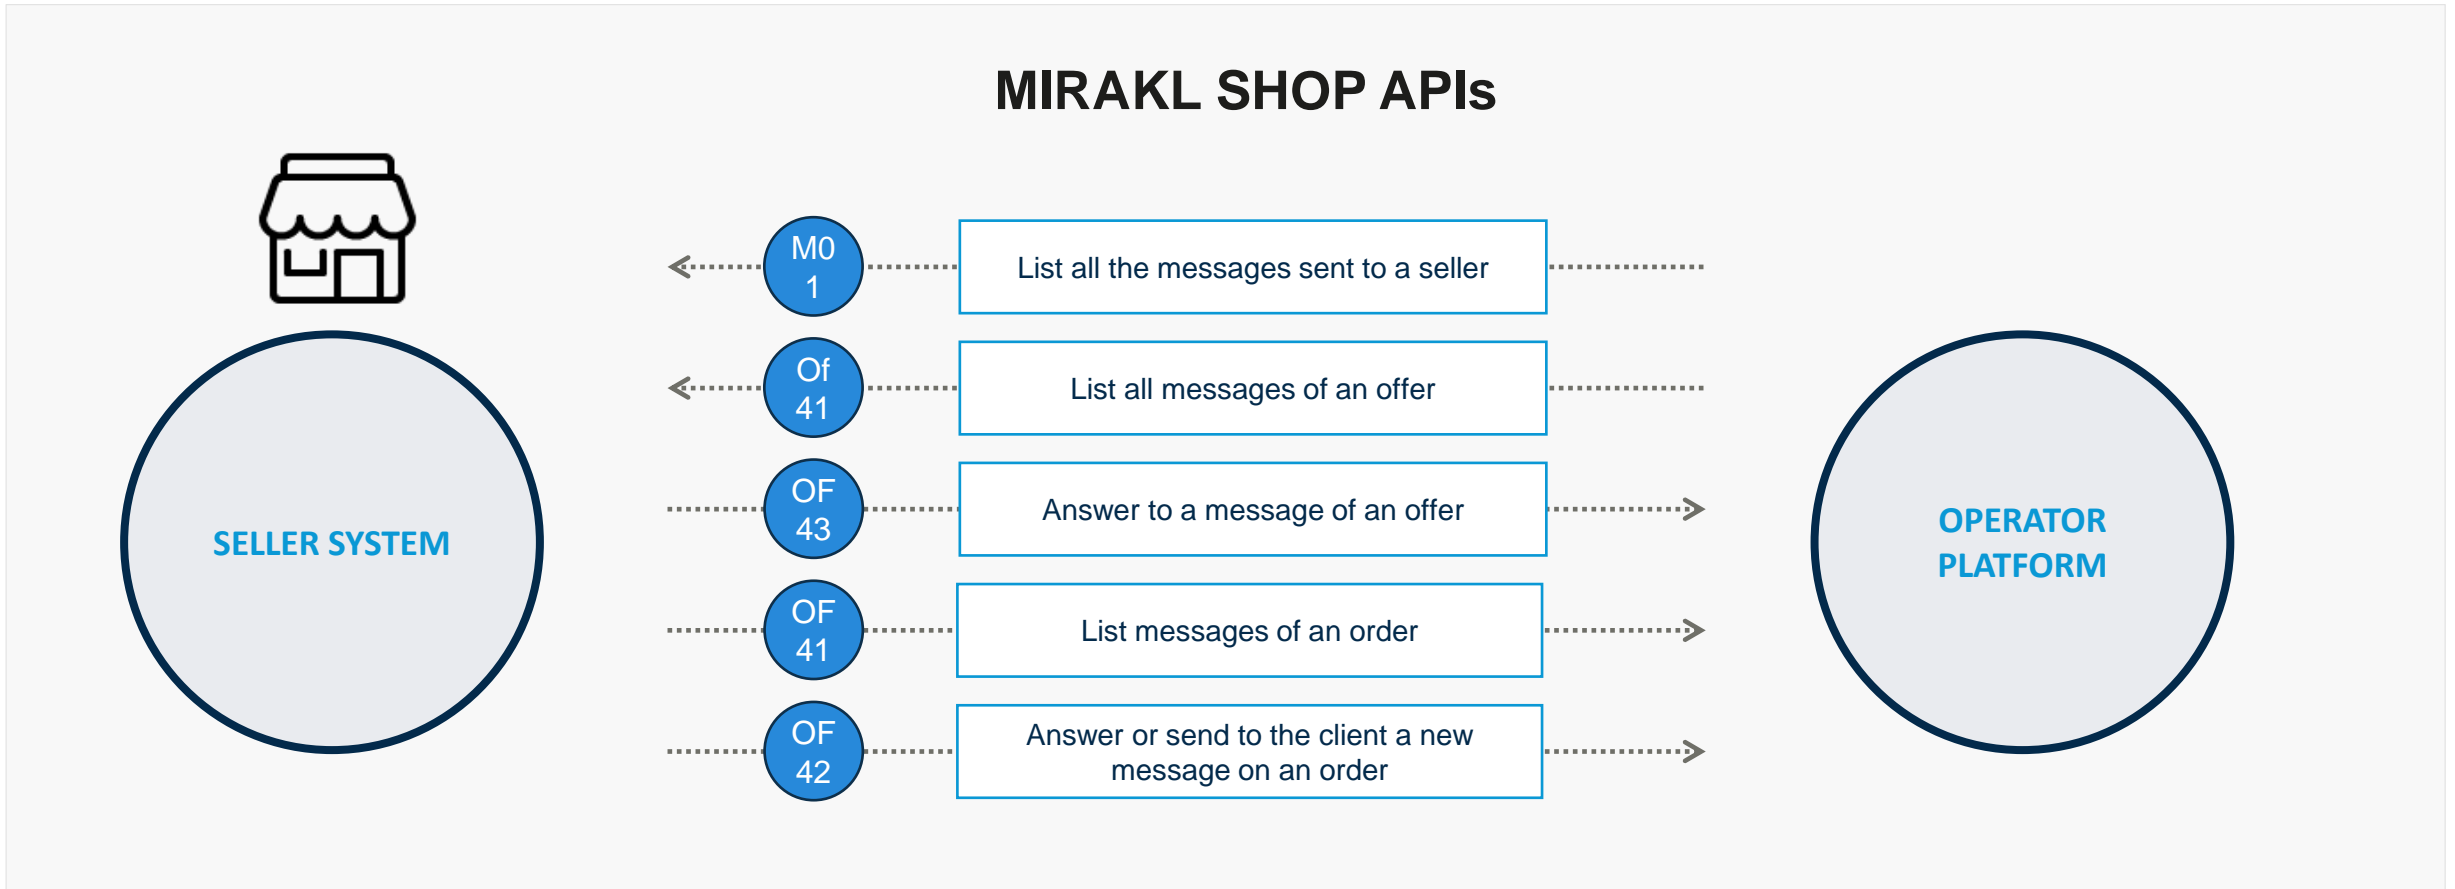 MIRAKL SHOP APIs
M0
1
List all the messages sent to a seller
Of
41
List all messages of an offer
OF
43
Answer to a message of an offer
OF
41
List messages of an order
OF
42
Answer or send to the client a new
message on an order
SELLER SYSTEM
OPERATOR
PLATFORM